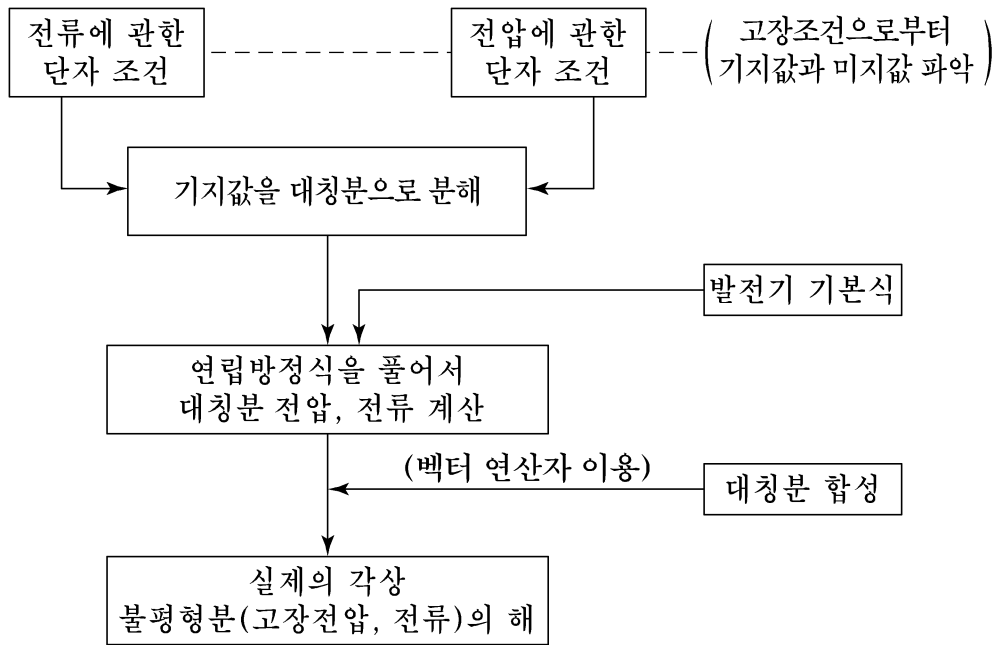 전류에 관한
단자 조건
전압에 관한
단자 조건
(고장조건으로부터
기지값과 미지값 파악)
기지값을 대칭분으로 분해
발전기 기본식
연립방정식을 풀어서
대칭분 전압, 전류 계산
(벡터 연산자 이용)
대칭분 합성
실제의 각상
불평형분(고장전압, 전류)의 해